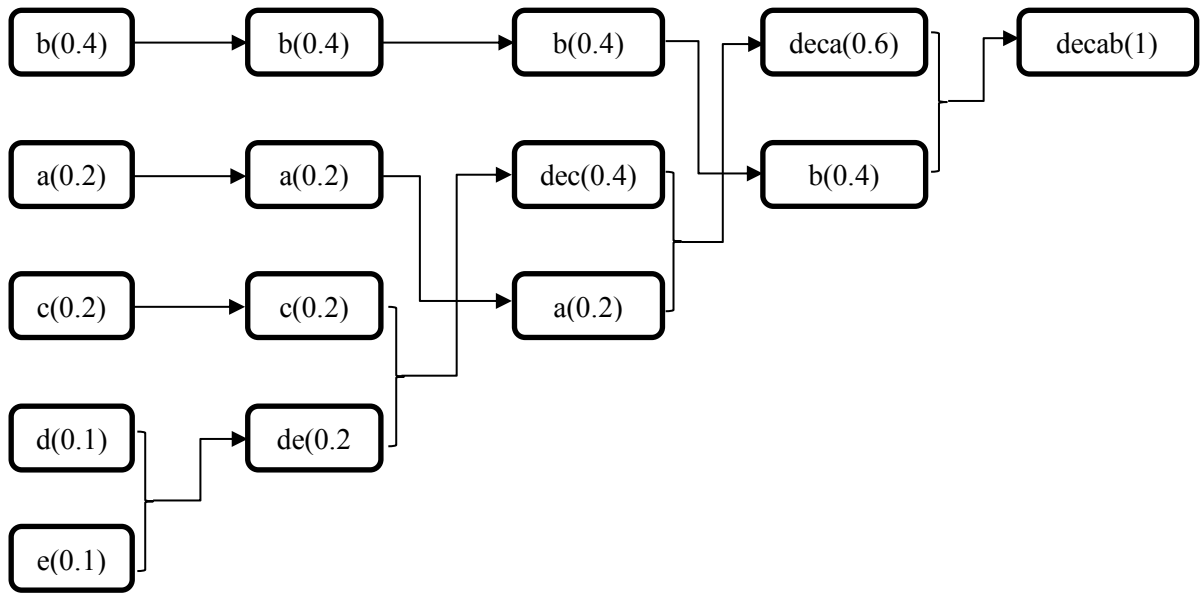 b(0.4) b(0.4) b(0.4) deca(0.6) decab(1)
a(0.2) a(0.2) dec(0.4) b(0.4)
c(0.2) c(0.2) a(0.2)
d(0.1) de(0.2
e(0.1)